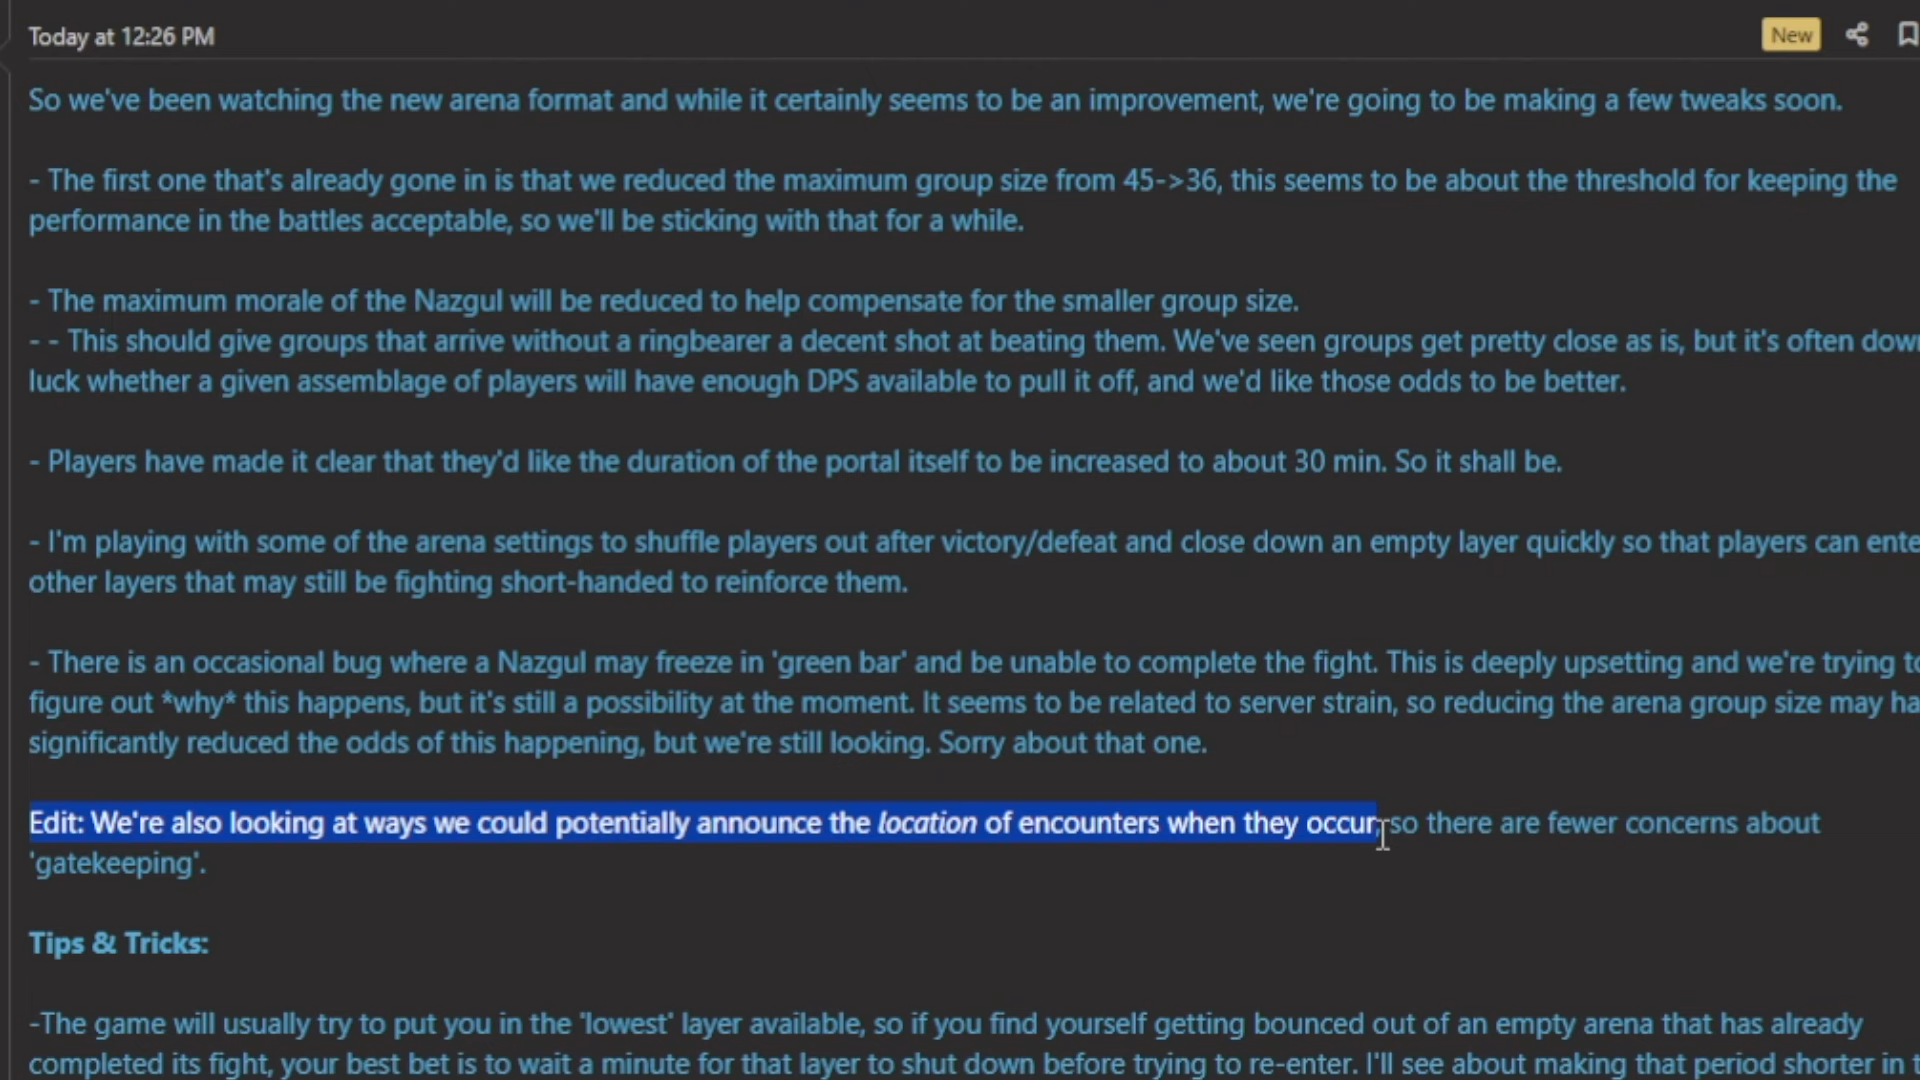 Today at 12:26 PM
New
So we've been watching the new arena format and while it certainly seems to be an improvement, we're going to be making a few tweaks soon.
- The first one that's already gone in is that we reduced the maximum group size from 45->36, this seems to be about the threshold for keeping the
performance in the battles acceptable, so we'll be sticking with that for a while.
- The maximum morale of the Nazgul will be reduced to help compensate for the smaller group size.
- - This should give groups that arrive without a ringbearer a decent shot at beating them. We've seen groups get pretty close as is, but it's often down
luck whether a given assemblage of players will have enough DPS available to pull it off, and we'd like those odds to be better.
- Players have made it clear that they'd like the duration of the portal itself to be increased to about 30 min. So it shall be.
- I'm playing with some of the arena settings to shuffle players out after victory/defeat and close down an empty layer quickly so that players can
other layers that may still be fighting short-handed to reinforce them.
- There is an occasional bug where a Nazgul may freeze in 'green bar' and be unable to complete the fight. This is deeply upsetting and we're trying to
figure out *why* this happens, but it's still a possibility at the moment. It seems to be related to server strain, so reducing the arena group size may
significantly reduced the odds of this happening, but we're still looking. Sorry about that one.
Edit: We're also looking at ways we could potentially announce the location of encounters when they occur, so there are fewer concerns about
'gatekeeping'.
Tips & Tricks:
-The game will usually try to put you in the 'lowest' layer available, so if you find yourself getting bounced out of an empty arena that has already
completed its fight, your best bet is to wait a minute for that layer to shut down before trying to re-enter. I'll see about making that period shorter in